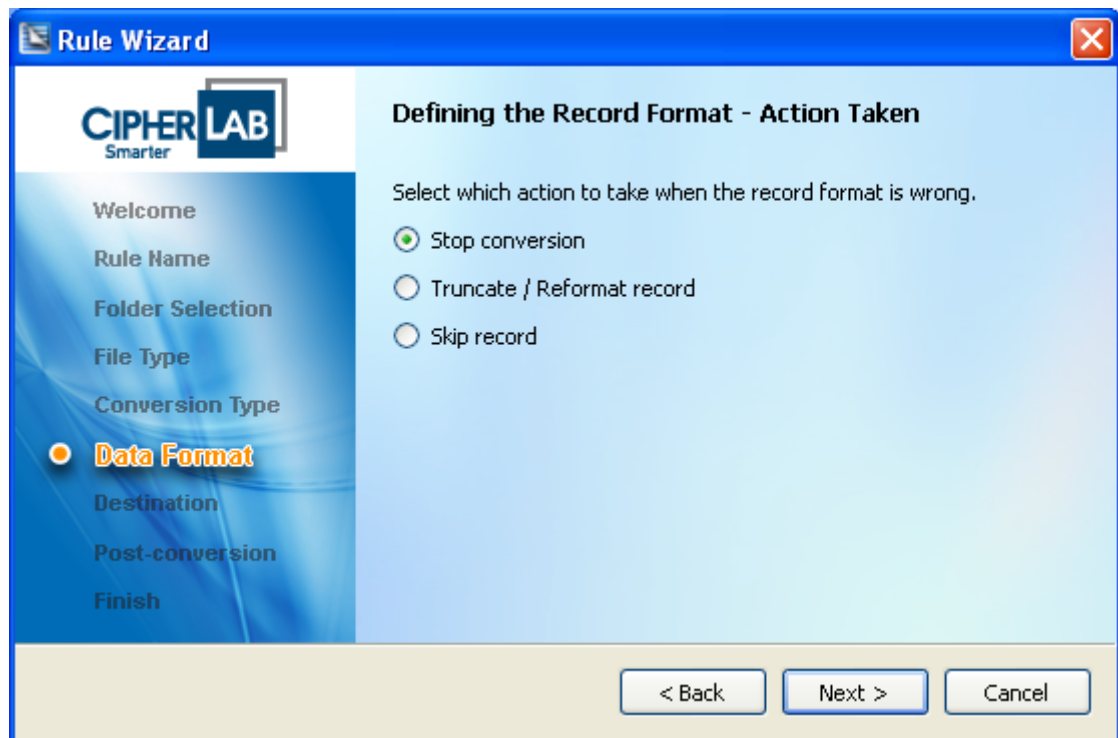 Rule Wizard
CIPHERLAB
Smarter
Welcome
Rule Name
Folder Selection
File Type
Conversion Type
Data Format
Destination
Post-conversion
Finish
Defining the Record Format - Action Taken
Select which action to take when the record format is wrong.
Stop conversion
Truncate / Reformat record
Skip record
< Back
Next >
Cancel